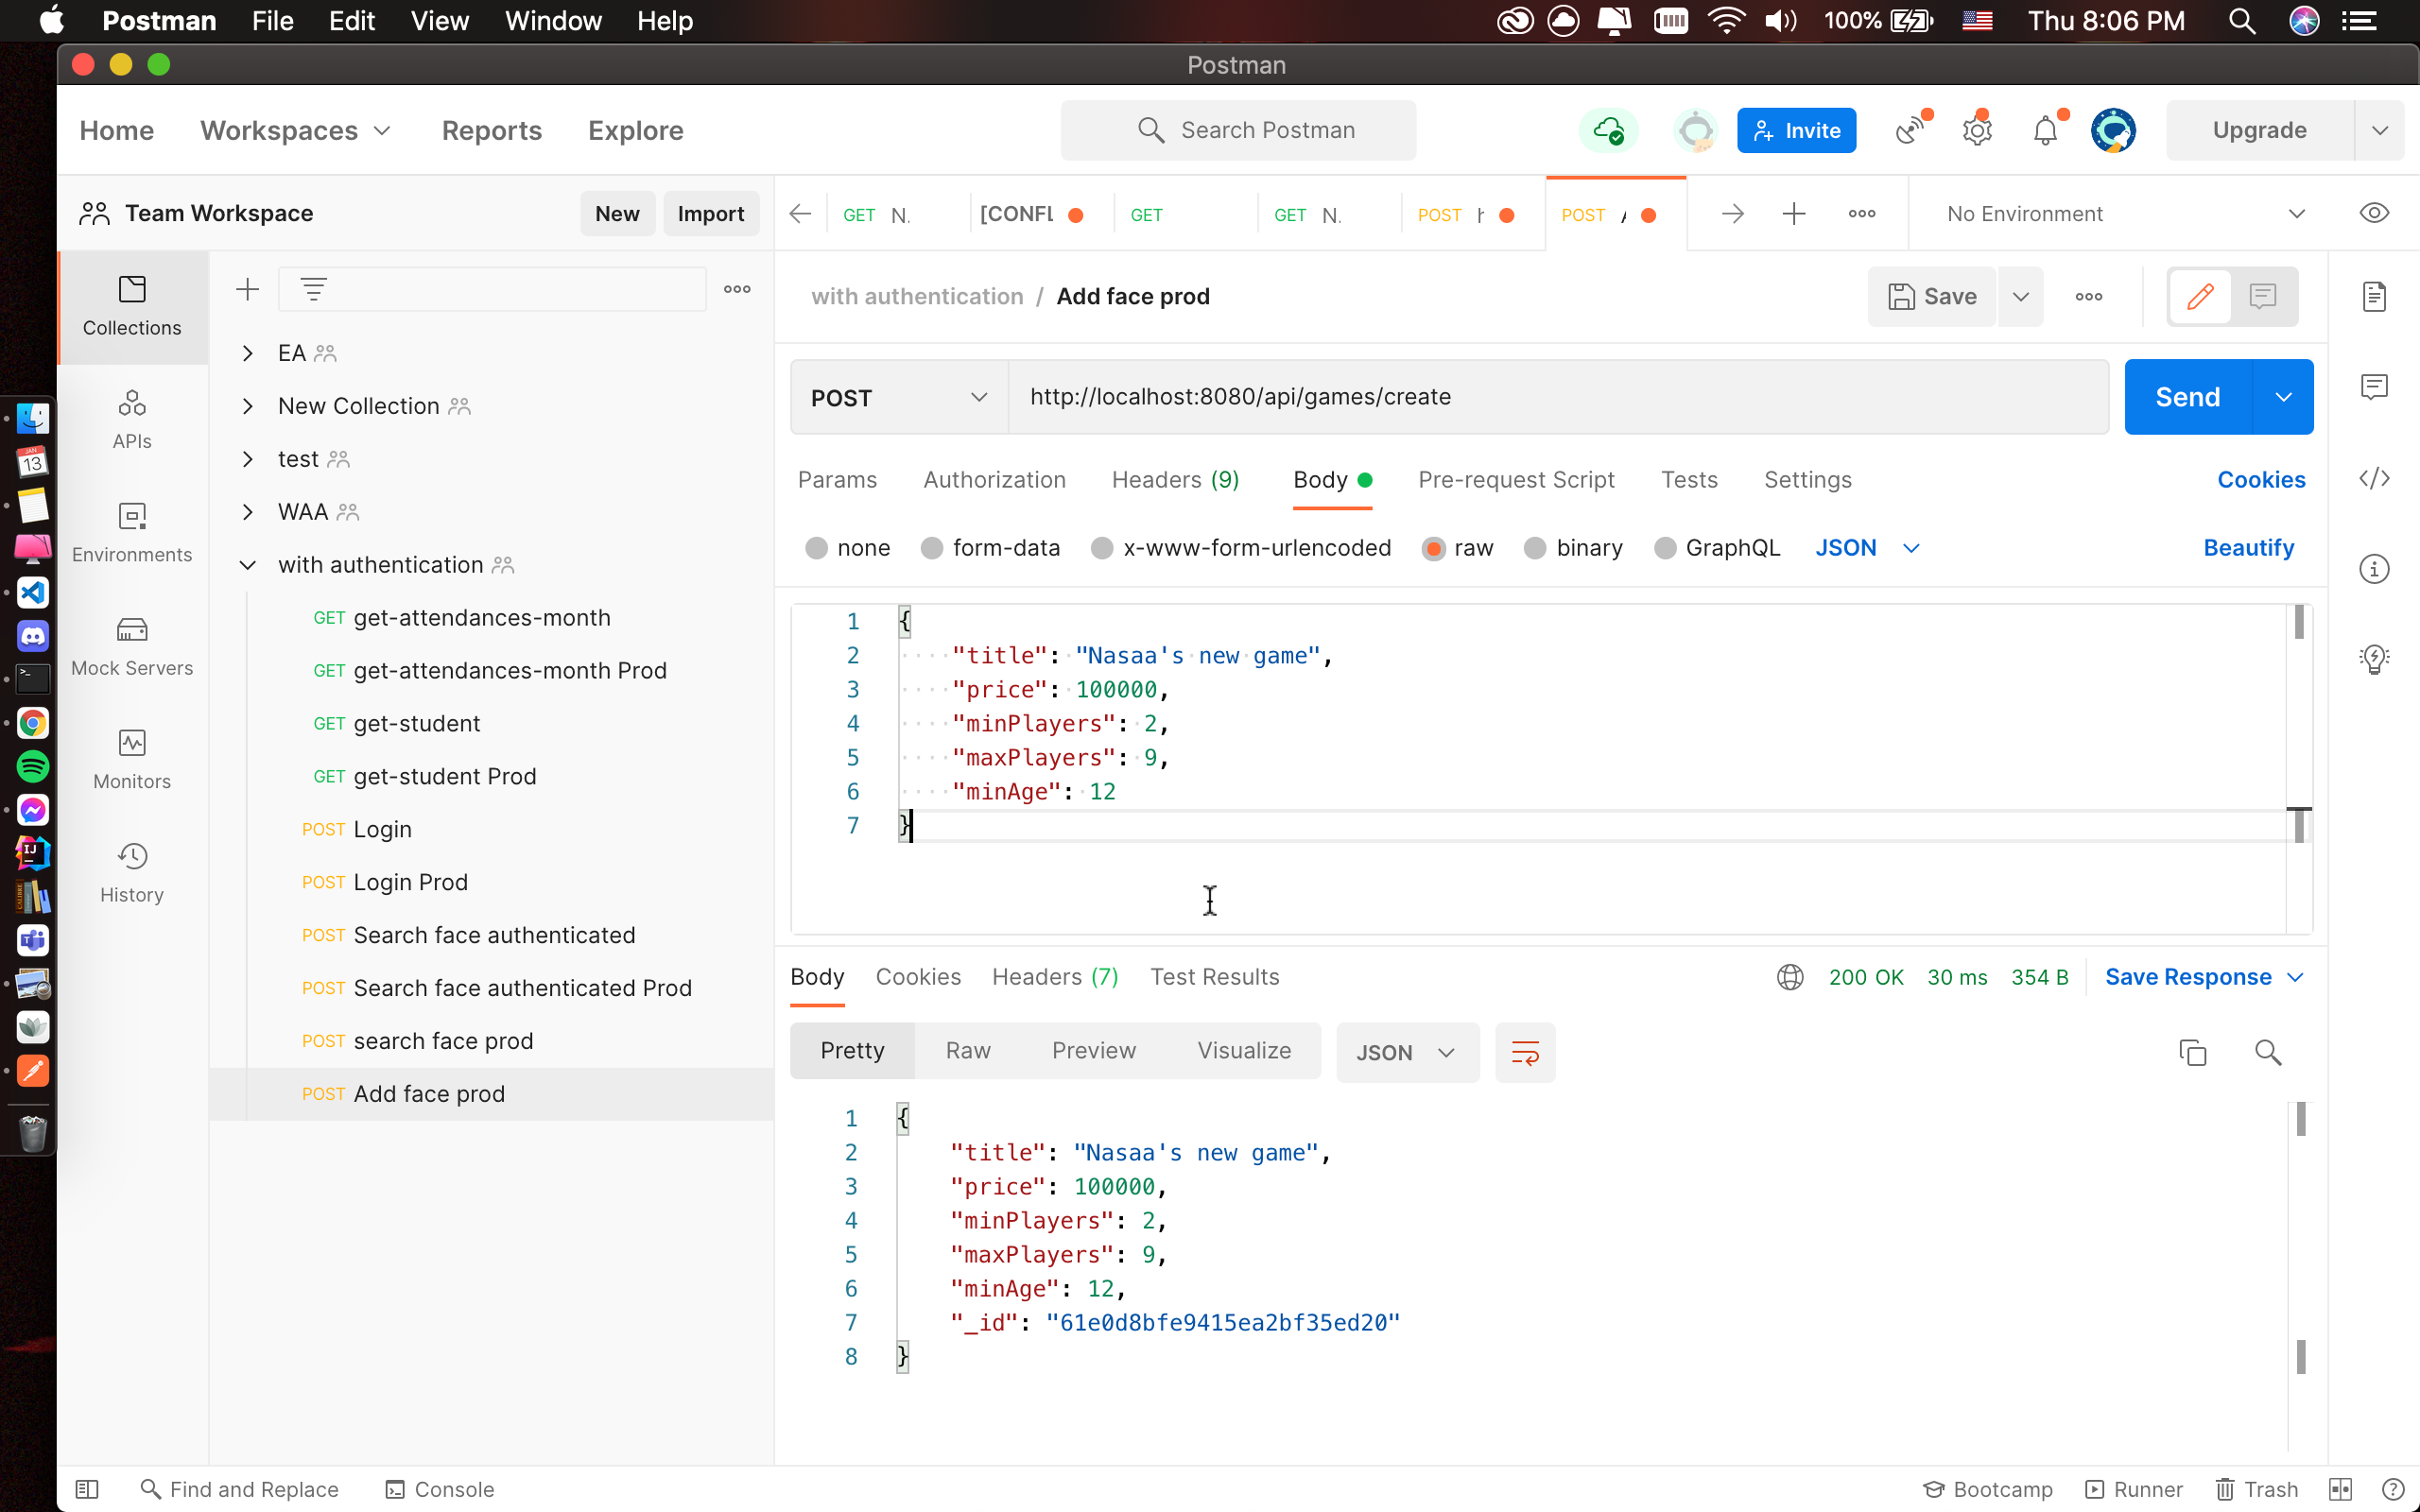 Postman File Edit View Window Help 100% Thu 8:06 PM
Postman
Home Workspaces Reports Explore Search Postman Invite Upgrade
Team Workspace New Import GET N. [CONFL GET GET N. POST POST No Environment
with authentication / Add face prod Save
Collections
APIs
Environments
Mock Servers
Monitors
History
EA
New Collection
test
WAA
with authentication
GET get-attendances-month
GET get-attendances-month Prod
GET get-student
GET get-student Prod
POST Login
POST Login Prod
POST Search face authenticated
POST Search face authenticated Prod
POST search face prod
POST Add face prod
JAN
13
POST http://localhost:8080/api/games/create Send
Params Authorization Headers (9) Body Pre-request Script Tests Settings Cookies
none form-data x-www-form-urlencoded raw binary GraphQL JSON Beautify
1 {
2 "title": "Nasaa's new game",
3 "price": 100000,
4 "minPlayers": 2,
5 "maxPlayers": 9,
6 "minAge": 12
7 }
Body Cookies Headers (7) Test Results 200 OK 30 ms 354 B Save Response
Pretty Raw Preview Visualize JSON
1 {
2 "title": "Nasaa's new game",
3 "price": 100000,
4 "minPlayers": 2,
5 "maxPlayers": 9,
6 "minAge": 12,
7 "_id": "61e0d8bfe9415ea2bf35ed20"
8 }
Find and Replace Console Bootcamp Runner Trash